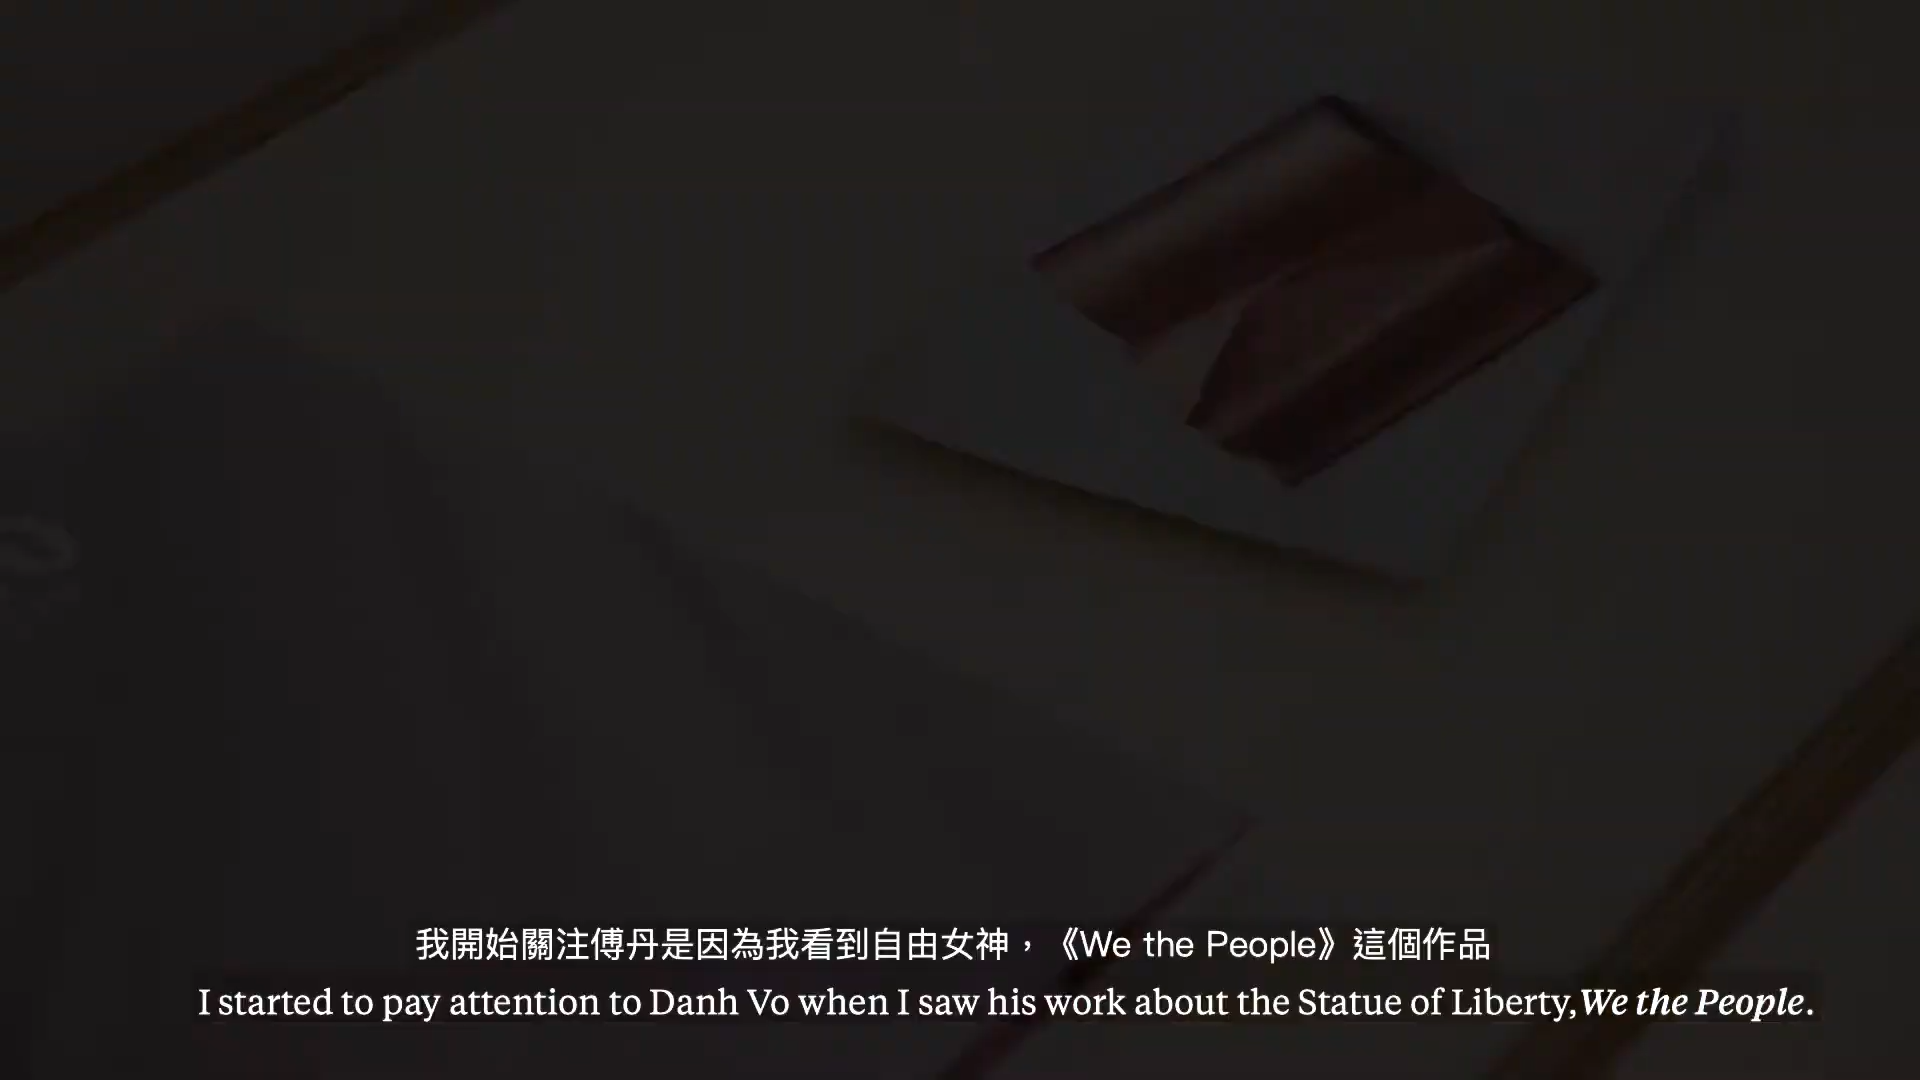 我開始關注傅丹是因為我看到自由女神，《We the People》這個作品
I started to pay attention to Danh Vo when I saw his work about the Statue of Liberty,We the People.